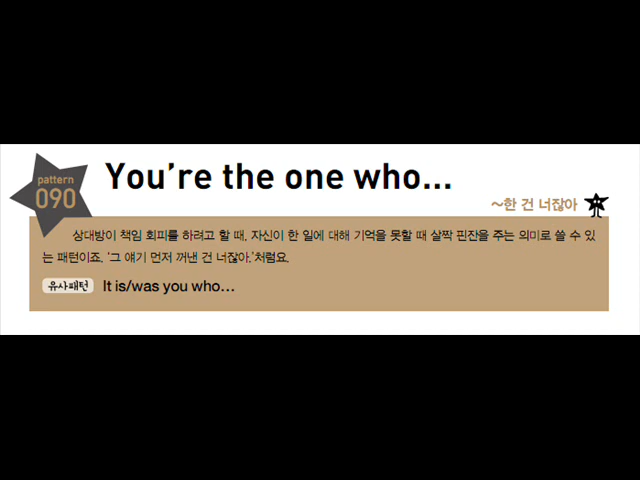 pattern
090
You're the one who...
~한 건 너잖아
상대방이 책임 회피를 하려고 할 때, 자신이 한 일에 대해 기억을 못할 때 살짝 핀잔을 주는 의미로 쓸 수 있
는 패턴이죠. '그 얘기 먼저 꺼낸 건 너잖아.'처럼요.
유사패턴 It is/was you who...